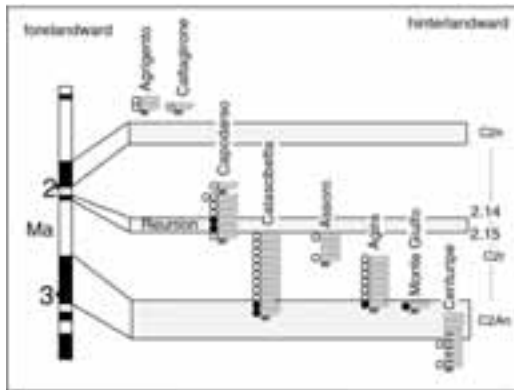 forelandward
hinterlandward
Agrigento
Caltagirone
Capodarso
Calascibetta
Assoro
Agira
Monte Giulfo
Centuripe
2
Reunion
2.14
2.15
Ma
C2r
3
C2An